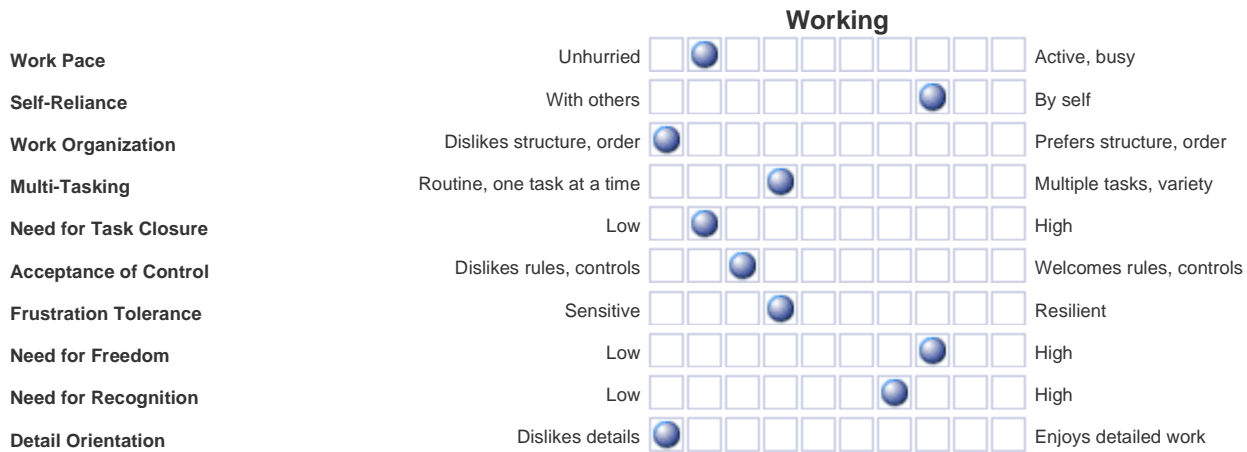 Working
Work Pace Unhurried Active, busy
Self-Reliance With others By self
Work Organization Dislikes structure, order Prefers structure, order
Multi-Tasking Routine, one task at a time Multiple tasks, variety
Need for Task Closure Low High
Acceptance of Control Dislikes rules, controls Welcomes rules, controls
Frustration Tolerance Sensitive Resilient
Need for Freedom Low High
Need for Recognition Low High
Detail Orientation Dislikes details Enjoys detailed work